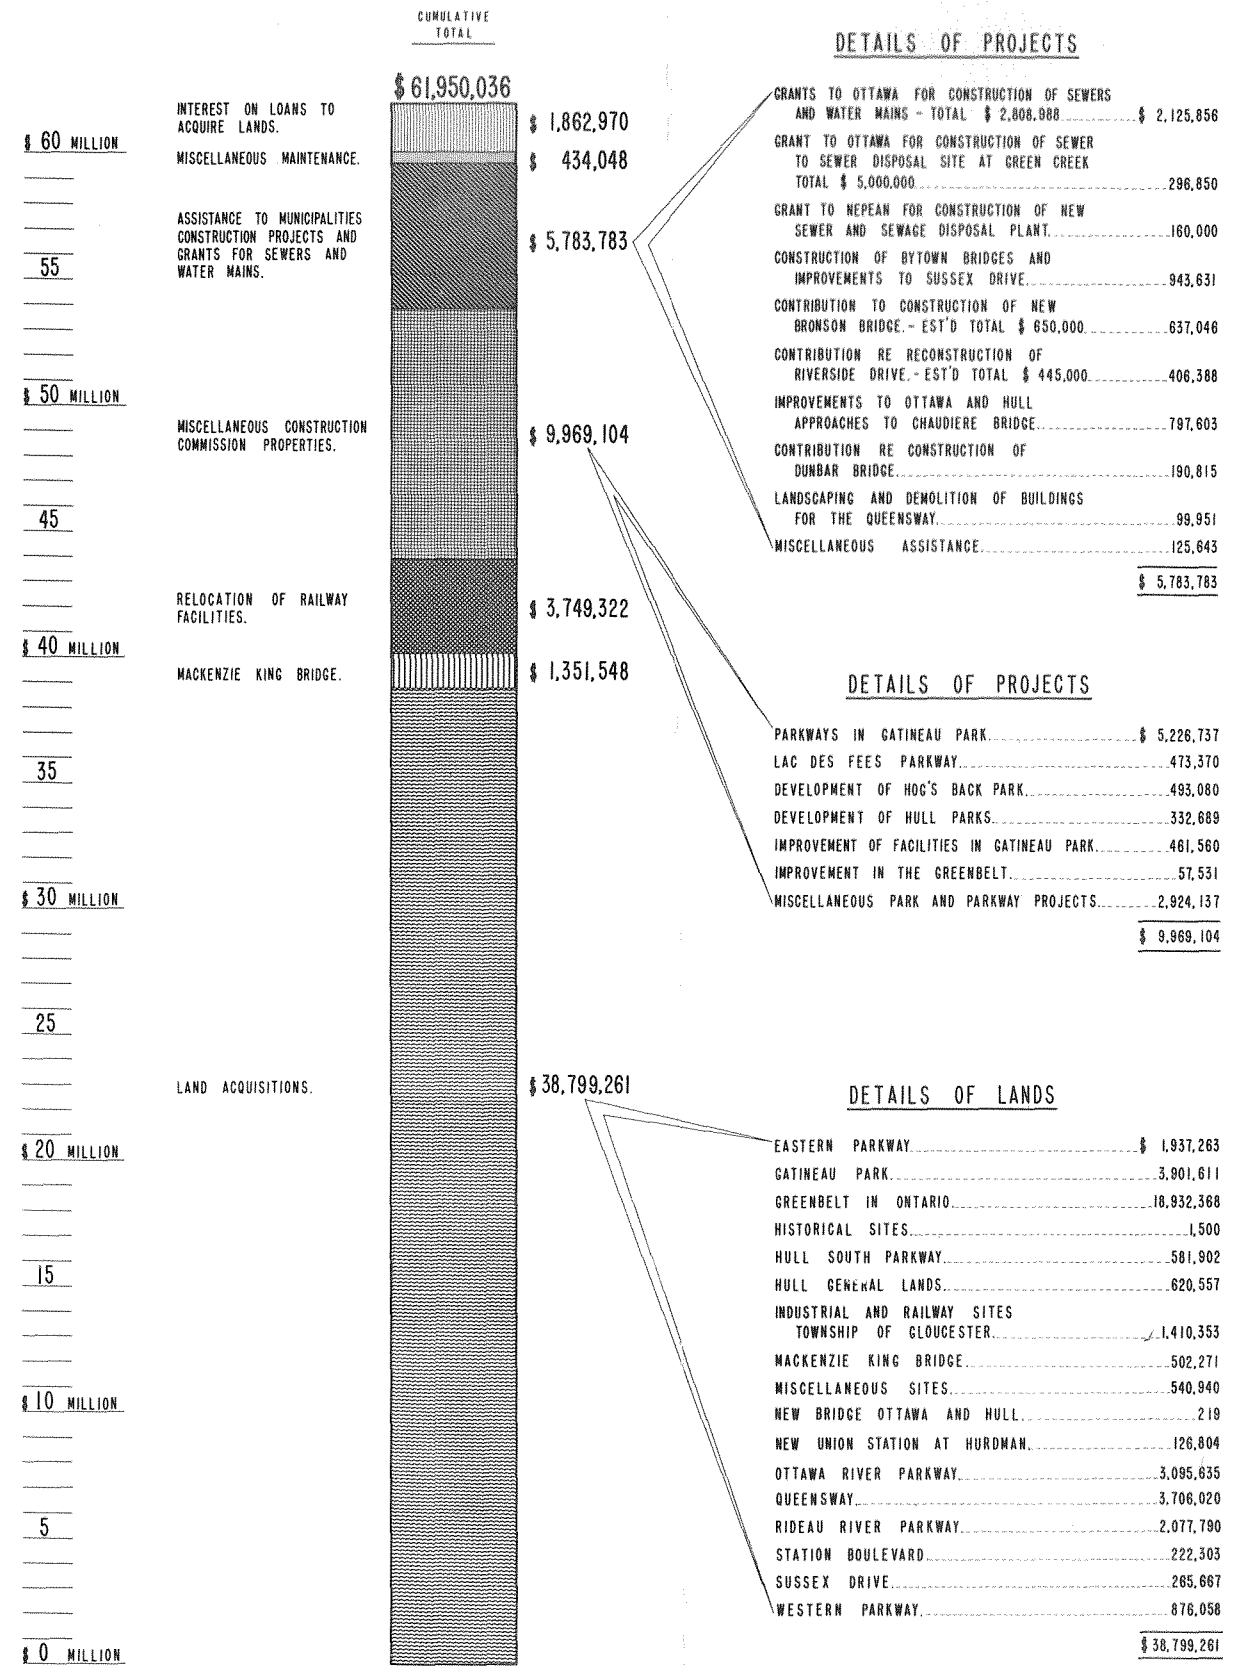 CUMULATIVE
TOTAL
$ 61,950,036
$ 60 MILLION
55
$ 50 MILLION
45
$ 40 MILLION
35
$ 30 MILLION
25
$ 20 MILLION
15
$ 10 MILLION
5
$ 0 MILLION
INTEREST ON LOANS TO
ACQUIRE LANDS.
$ 1,862,970
MISCELLANEOUS MAINTENANCE.
$ 434,048
ASSISTANCE TO MUNICIPALITIES
CONSTRUCTION PROJECTS AND
GRANTS FOR SEWERS AND
WATER MAINS.
$ 5,783,783
MISCELLANEOUS CONSTRUCTION
COMMISSION PROPERTIES.
$ 9,969,104
RELOCATION OF RAILWAY
FACILITIES.
$ 3,749,322
MACKENZIE KING BRIDGE.
$ 1,351,548
LAND ACQUISITIONS.
$ 38,799,261
DETAILS OF PROJECTS
GRANTS TO OTTAWA FOR CONSTRUCTION OF SEWERS
AND WATER MAINS - TOTAL $ 2,808,988 $ 2,125,856
GRANT TO OTTAWA FOR CONSTRUCTION OF SEWER
TO SEWER DISPOSAL SITE AT GREEN CREEK
TOTAL $ 5,000,000 296,850
GRANT TO NEPEAN FOR CONSTRUCTION OF NEW
SEWER AND SEWAGE DISPOSAL PLANT. 160,000
CONSTRUCTION OF BYTOWN BRIDGES AND
IMPROVEMENTS TO SUSSEX DRIVE. 943,631
CONTRIBUTION TO CONSTRUCTION OF NEW
BRONSON BRIDGE. - EST'D TOTAL $ 650,000 637,046
CONTRIBUTION RE RECONSTRUCTION OF
RIVERSIDE DRIVE. - EST'D TOTAL $ 445,000 406,388
IMPROVEMENTS TO OTTAWA AND HULL
APPROACHES TO CHAUDIERE BRIDGE. 797,603
CONTRIBUTION RE CONSTRUCTION OF
DUNBAR BRIDGE. 190,815
LANDSCAPING AND DEMOLITION OF BUILDINGS
FOR THE QUEENSWAY. 99,951
MISCELLANEOUS ASSISTANCE. 125,643
$ 5,783,783
DETAILS OF PROJECTS
PARKWAYS IN GATINEAU PARK. $ 5,226,737
LAC DES FEES PARKWAY. 473,370
DEVELOPMENT OF HOG'S BACK PARK. 493,080
DEVELOPMENT OF HULL PARKS. 332,689
IMPROVEMENT OF FACILITIES IN GATINEAU PARK. 461,560
IMPROVEMENT IN THE GREENBELT. 57,531
MISCELLANEOUS PARK AND PARKWAY PROJECTS. 2,924,137
$ 9,969,104
DETAILS OF LANDS
EASTERN PARKWAY. $ 1,937,263
GATINEAU PARK. 3,901,611
GREENBELT IN ONTARIO. 18,932,368
HISTORICAL SITES. 1,500
HULL SOUTH PARKWAY. 581,902
HULL GENERAL LANDS. 620,557
INDUSTRIAL AND RAILWAY SITES
TOWNSHIP OF GLOUCESTER. 1,410,353
MACKENZIE KING BRIDGE. 502,271
MISCELLANEOUS SITES. 540,940
NEW BRIDGE OTTAWA AND HULL. 219
NEW UNION STATION AT HURDMAN. 126,804
OTTAWA RIVER PARKWAY. 3,095,635
QUEENSWAY. 3,706,020
RIDEAU RIVER PARKWAY. 2,077,790
STATION BOULEVARD 222,303
SUSSEX DRIVE. 265,667
WESTERN PARKWAY. 876,058
$ 38,799,261